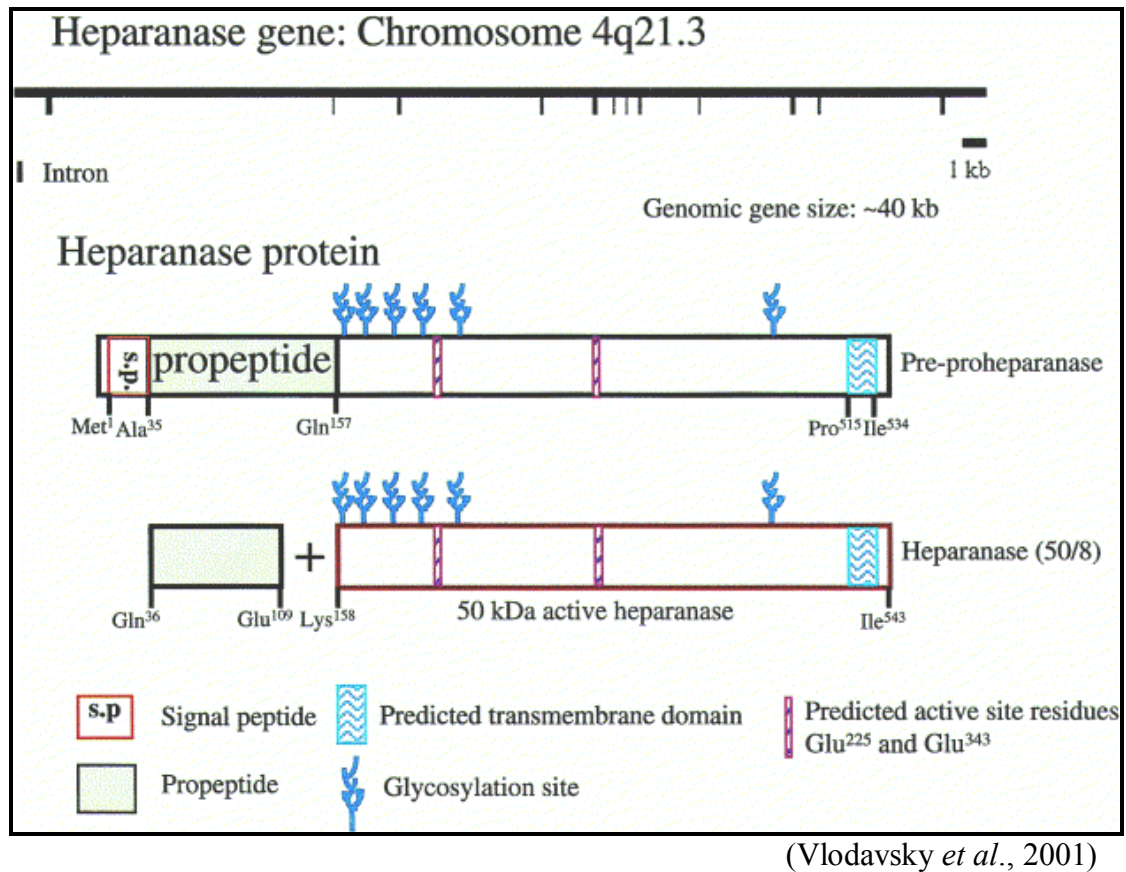 Heparanase gene: Chromosome 4q21.3
Intron
1 kb
Genomic gene size: ~40 kb
Heparanase protein
s.p.
propeptide
Pre-proheparanase
Met¹ Ala³⁵
Gln¹⁵⁷
Pro⁵¹⁵ Ile⁵³⁴
+
Heparanase (50/8)
Gln³⁶
Glu¹⁰⁹
Lys¹⁵⁸
50 kDa active heparanase
Ile⁵⁴³
s.p
Signal peptide
Predicted transmembrane domain
Predicted active site residues
Glu²²⁵ and Glu³⁴³
Propeptide
Glycosylation site
(Vlodavsky et al., 2001)